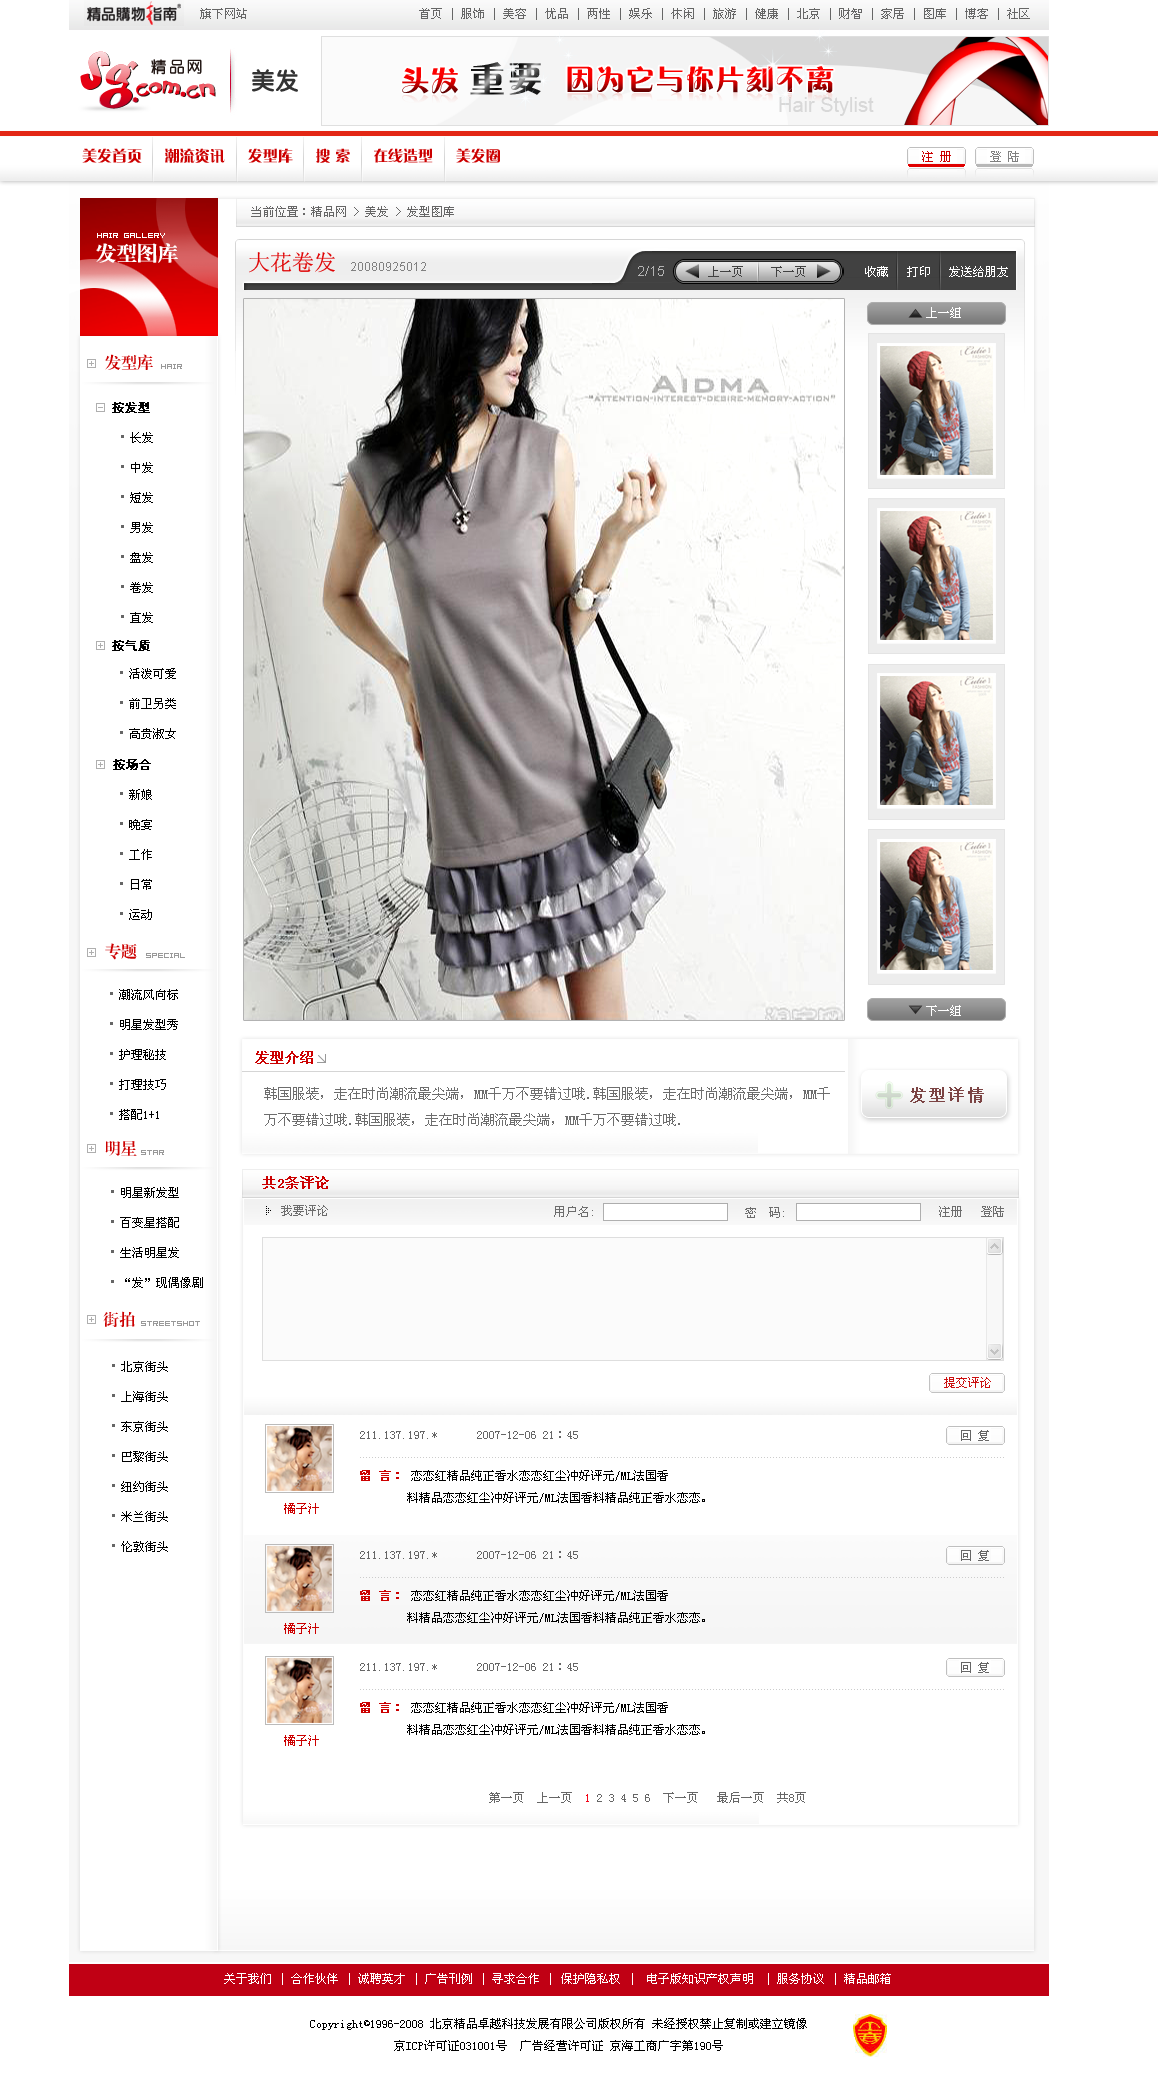 精品購物指南 旗下网站 首页 | 服饰 | 美容 | 优品 | 两性 | 娱乐 | 休闲 | 旅游 | 健康 | 北京 | 财智 | 家居 | 图库 | 博客 | 社区
Sg.com.cn 精品网 美发
头发 重要 因为它与你片刻不离
Hair Stylist
美发首页 潮流资讯 发型库 搜 索 在线造型 美发圈 注 册 登 陆
HAIR GALLERY
发型图库
发型库 HAIR
按发型
长发
中发
短发
男发
盘发
卷发
直发
按气质
活泼可爱
前卫另类
高贵淑女
按场合
新娘
晚宴
工作
日常
运动
专题 SPECIAL
潮流风向标
明星发型秀
护理秘技
打理技巧
搭配1+1
明星 STAR
明星新发型
百变星搭配
生活明星发
“发”现偶像剧
街拍 STREETSHOT
北京街头
上海街头
东京街头
巴黎街头
纽约街头
米兰街头
伦敦街头
当前位置：精品网 > 美发 > 发型图库
大花卷发 20080925012 2/15 上一页 下一页 收藏 打印 发送给朋友
AIDMA
"ATTENTION-INTEREST-DESIRE-MEMORY-ACTION"
淘宝网
上一组
Cutie
FASHION
Cutie
FASHION
Cutie
FASHION
Cutie
FASHION
下一组
发型介绍
韩国服装，走在时尚潮流最尖端，MM千万不要错过哦.韩国服装，走在时尚潮流最尖端，MM千
万不要错过哦.韩国服装，走在时尚潮流最尖端，MM千万不要错过哦.
发型详情
共2条评论
我要评论 用户名: 密 码: 注册 登陆
提交评论
211.137.197.* 2007-12-06 21：45 回 复
留 言： 恋恋红精品纯正香水恋恋红尘冲好评元/ML法国香
料精品恋恋红尘冲好评元/ML法国香料精品纯正香水恋恋。
橘子汁
211.137.197.* 2007-12-06 21：45 回 复
留 言： 恋恋红精品纯正香水恋恋红尘冲好评元/ML法国香
料精品恋恋红尘冲好评元/ML法国香料精品纯正香水恋恋。
橘子汁
211.137.197.* 2007-12-06 21：45 回 复
留 言： 恋恋红精品纯正香水恋恋红尘冲好评元/ML法国香
料精品恋恋红尘冲好评元/ML法国香料精品纯正香水恋恋。
橘子汁
第一页 上一页 1 2 3 4 5 6 下一页 最后一页 共8页
关于我们 | 合作伙伴 | 诚聘英才 | 广告刊例 | 寻求合作 | 保护隐私权 | 电子版知识产权声明 | 服务协议 | 精品邮箱
Copyright©1996-2008 北京精品卓越科技发展有限公司版权所有 未经授权禁止复制或建立镜像
京ICP许可证031001号 广告经营许可证 京海工商广字第190号